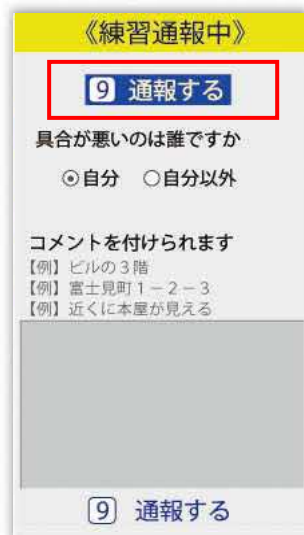 《練習通報中》
9 通報する
具合が悪いのは誰ですか
◉自分 ○自分以外
コメントを付けられます
【例】ビルの3階
【例】富士見町1－2－3
【例】近くに本屋が見える
9 通報する